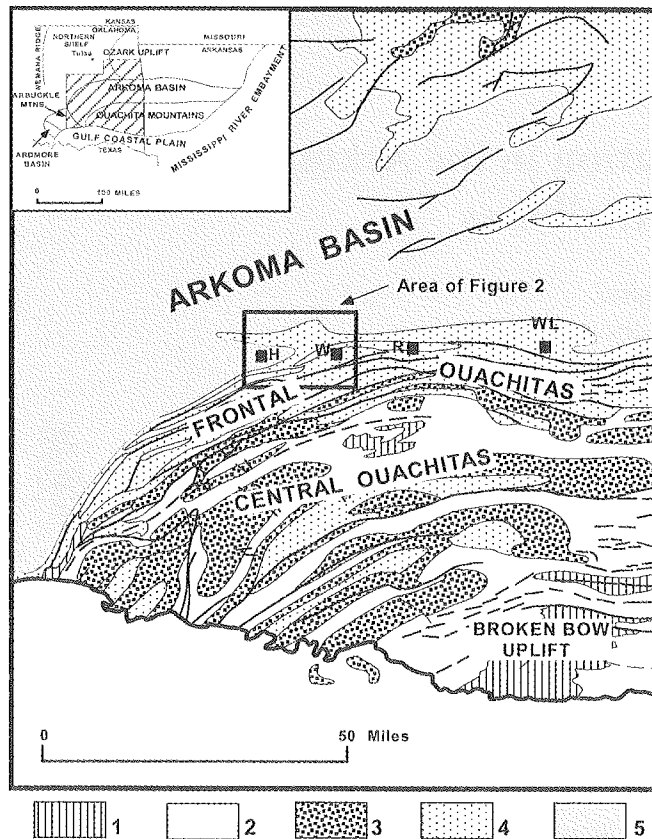 KANSAS
OKLAHOMA
NORTHERN
SHELF
Tulsa
MISSOURI
ARKANSAS
OZARK UPLIFT
NEMAHA RIDGE
ARKOMA BASIN
ARBUCKLE
MTNS
OUACHITA MOUNTAINS
GULF COASTAL PLAIN
TEXAS
ARDMORE
BASIN
MISSISSIPPI RIVER EMBAYMENT
0 100 MILES
ARKOMA BASIN
Area of Figure 2
H W R WL
FRONTAL OUACHITAS
CENTRAL OUACHITAS
BROKEN BOW
UPLIFT
0 50 Miles
1 2 3 4 5